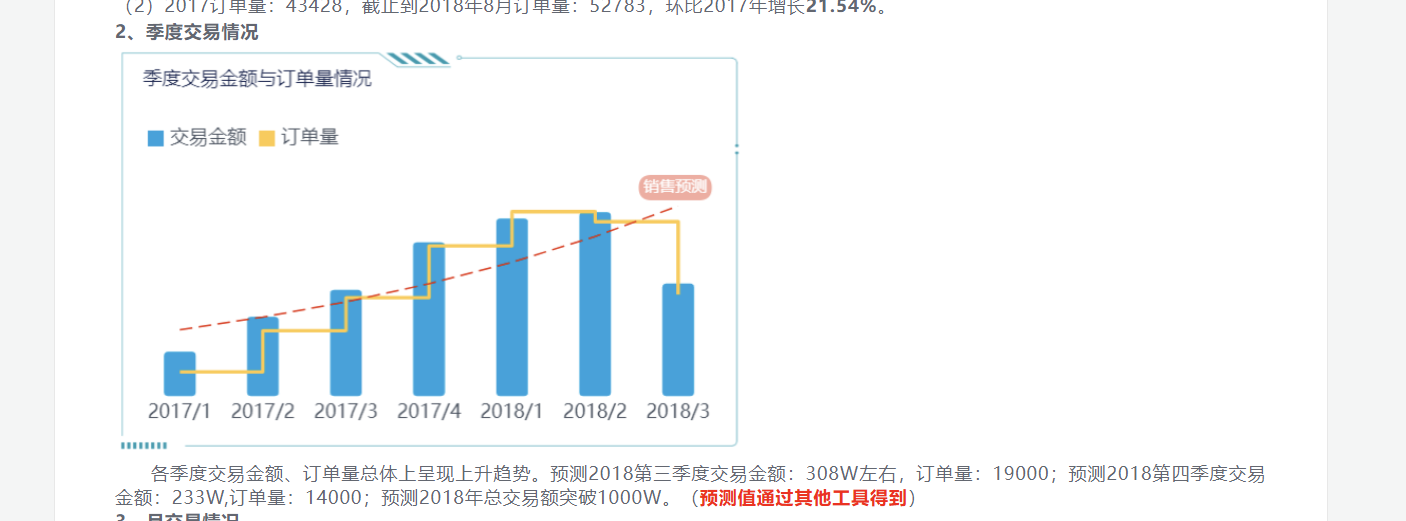 （2）2017订单量：43428，截止到2018年8月订单量：52783，环比2017年增长21.54%。
2、季度交易情况
季度交易金额与订单量情况
交易金额 订单量
销售预测
2017/1 2017/2 2017/3 2017/4 2018/1 2018/2 2018/3
各季度交易金额、订单量总体上呈现上升趋势。预测2018第三季度交易金额：308W左右，订单量：19000；预测2018第四季度交易
金额：233W,订单量：14000；预测2018年总交易额突破1000W。（预测值通过其他工具得到）
3、月交易情况